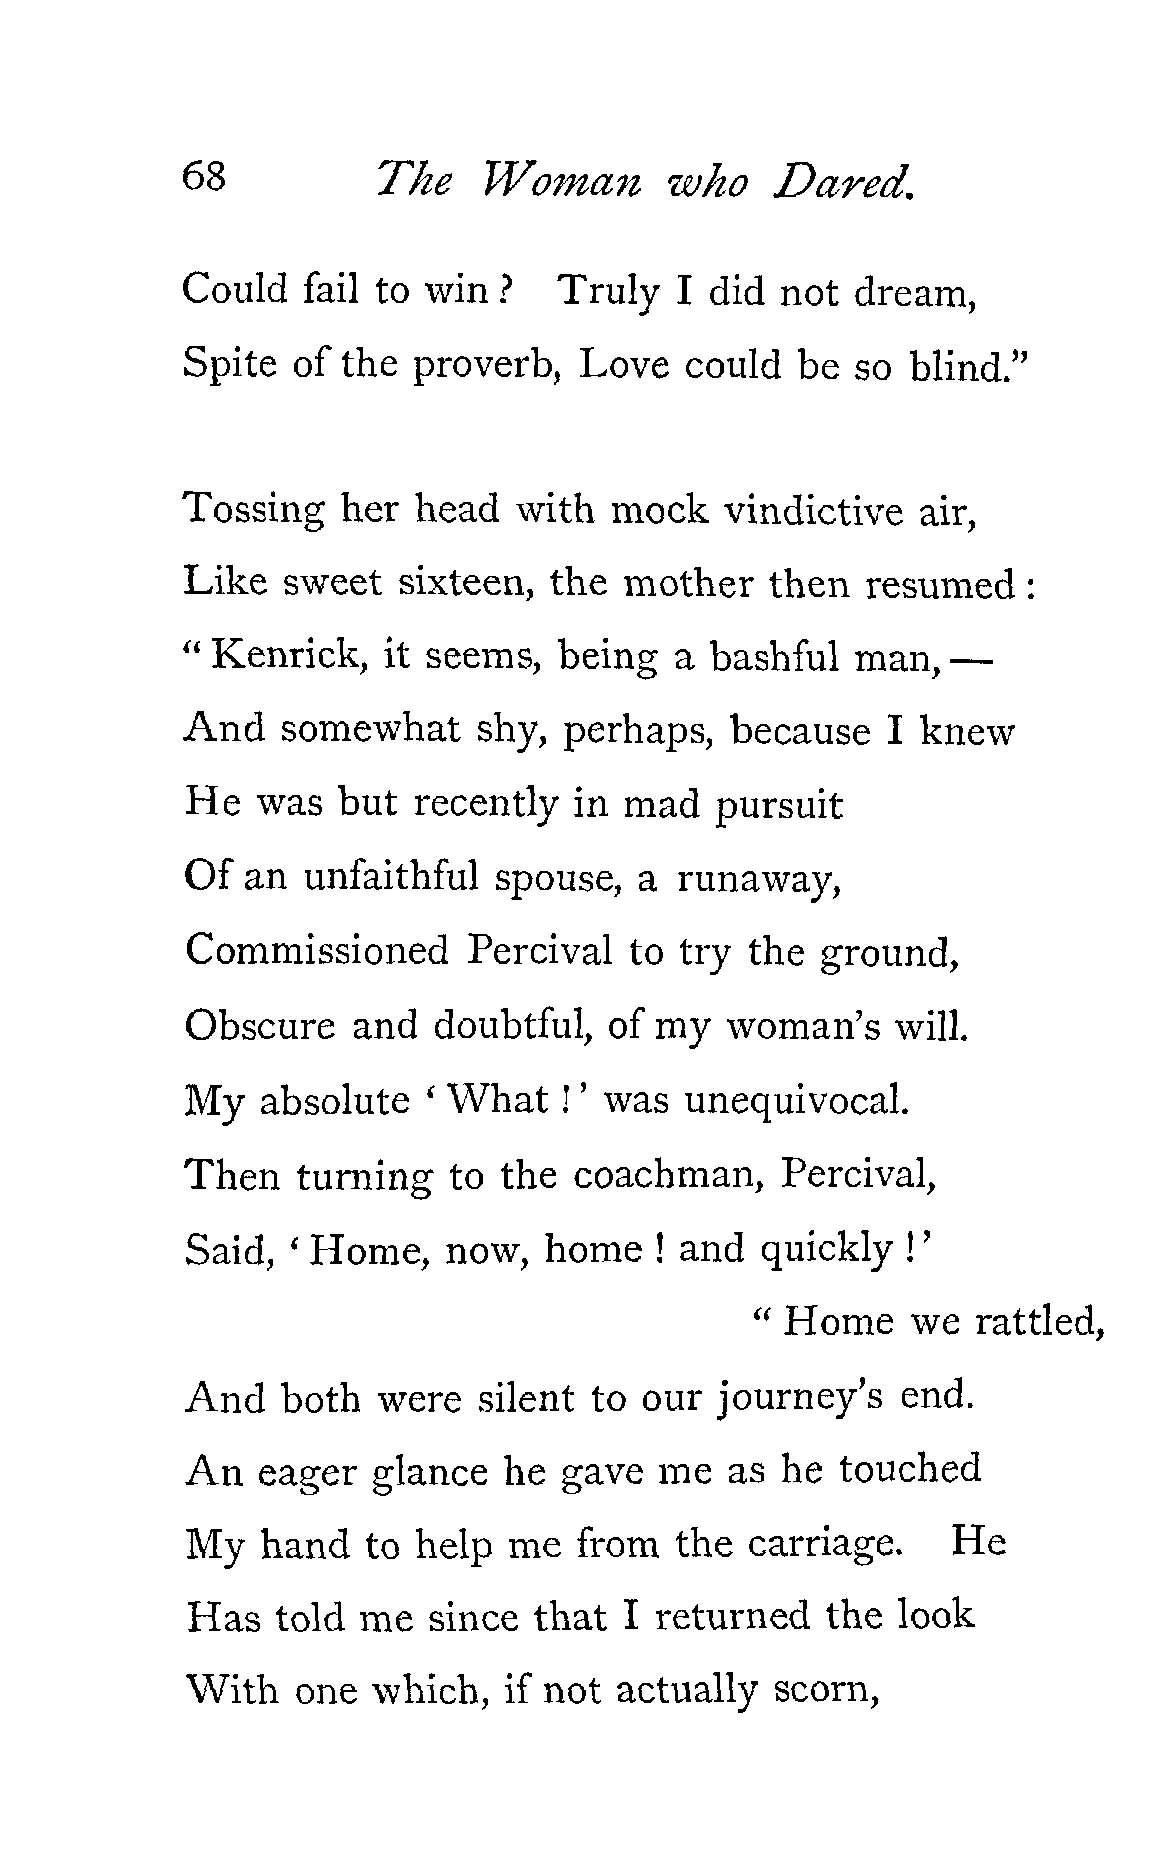 68 The Woman who Dared.
Could fail to win? Truly I did not dream,
Spite of the proverb, Love could be so blind."
Tossing her head with mock vindictive air,
Like sweet sixteen, the mother then resumed:
"Kenrick, it seems, being a bashful man,—
And somewhat shy, perhaps, because I knew
He was but recently in mad pursuit
Of an unfaithful spouse, a runaway,
Commissioned Percival to try the ground,
Obscure and doubtful, of my woman's will.
My absolute 'What!' was unequivocal.
Then turning to the coachman, Percival,
Said, 'Home, now, home! and quickly!'
"Home we rattled,
And both were silent to our journey's end.
An eager glance he gave me as he touched
My hand to help me from the carriage. He
Has told me since that I returned the look
With one which, if not actually scorn,